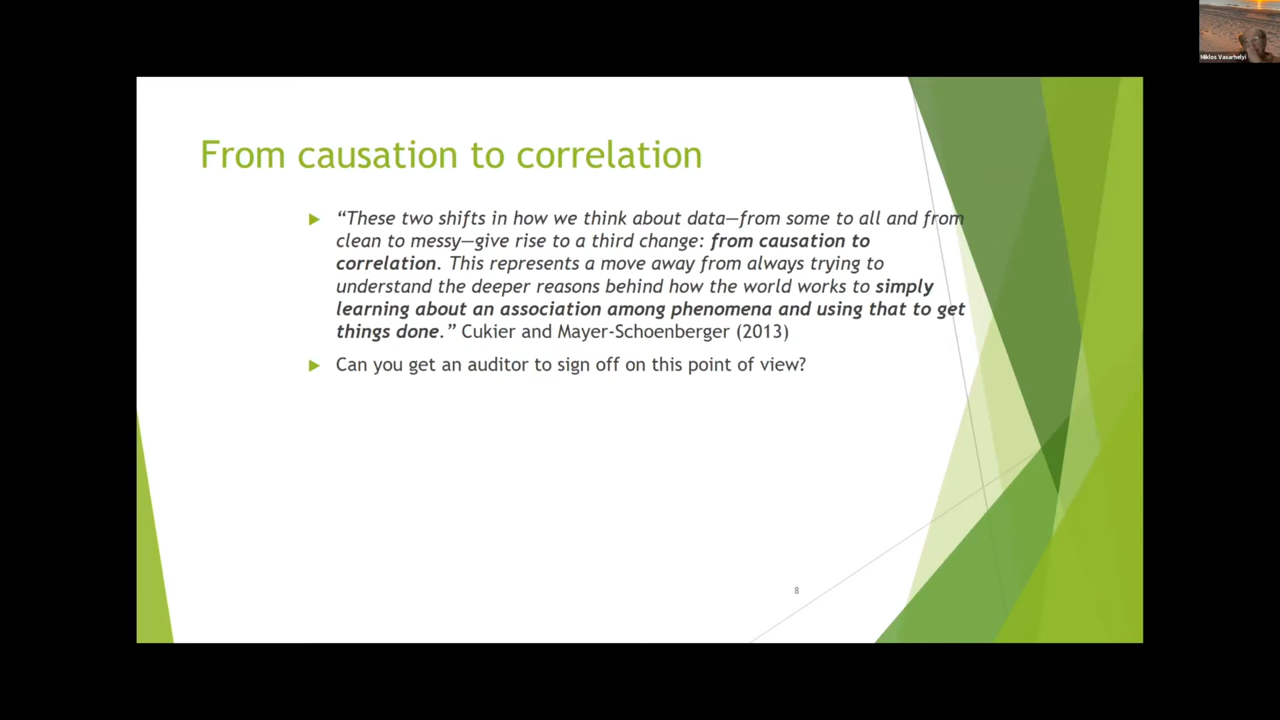 Miklos Vasarhelyi
From causation to correlation
“These two shifts in how we think about data—from some to all and from
clean to messy—give rise to a third change: from causation to
correlation. This represents a move away from always trying to
understand the deeper reasons behind how the world works to simply
learning about an association among phenomena and using that to get
things done.” Cukier and Mayer-Schoenberger (2013)
Can you get an auditor to sign off on this point of view?
8